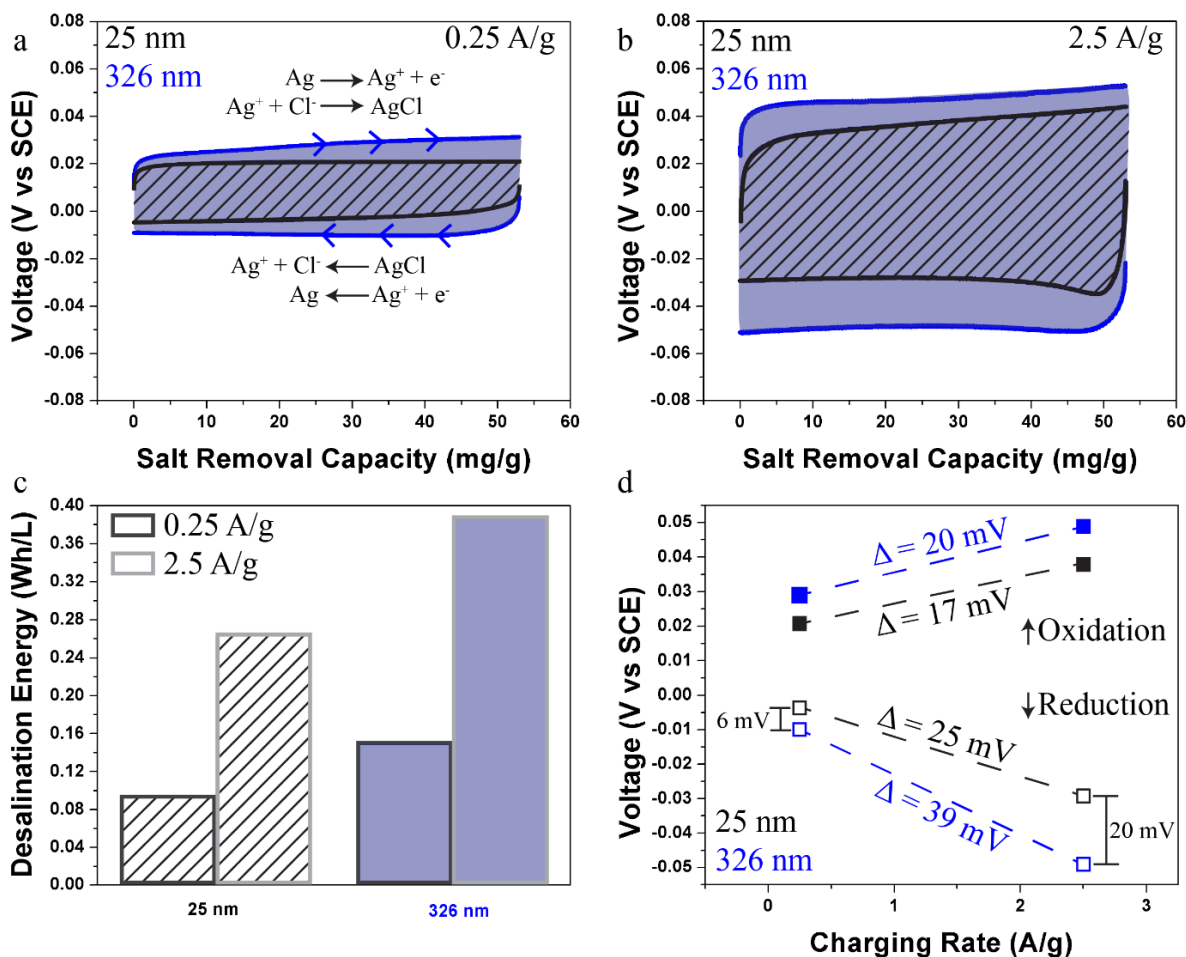 a
25 nm
0.25 A/g
326 nm
Ag → Ag⁺ + e⁻
Ag⁺ + Cl⁻ → AgCl
Ag⁺ + Cl⁻ ← AgCl
Ag ← Ag⁺ + e⁻
0.08
0.06
0.04
0.02
0.00
-0.02
-0.04
-0.06
-0.08
Voltage (V vs SCE)
0 10 20 30 40 50 60
Salt Removal Capacity (mg/g)
b
25 nm
2.5 A/g
326 nm
0.08
0.06
0.04
0.02
0.00
-0.02
-0.04
-0.06
-0.08
Voltage (V vs SCE)
0 10 20 30 40 50 60
Salt Removal Capacity (mg/g)
c
0.25 A/g
2.5 A/g
0.40
0.36
0.32
0.28
0.24
0.20
0.16
0.12
0.08
0.04
0.00
Desalination Energy (Wh/L)
25 nm 326 nm
d
Δ = 20 mV
Δ = 17 mV
↑Oxidation
↓Reduction
6 mV
Δ = 25 mV
Δ = 39 mV
20 mV
25 nm
326 nm
0.05
0.04
0.03
0.02
0.01
0.00
-0.01
-0.02
-0.03
-0.04
-0.05
Voltage (V vs SCE)
0 1 2 3
Charging Rate (A/g)